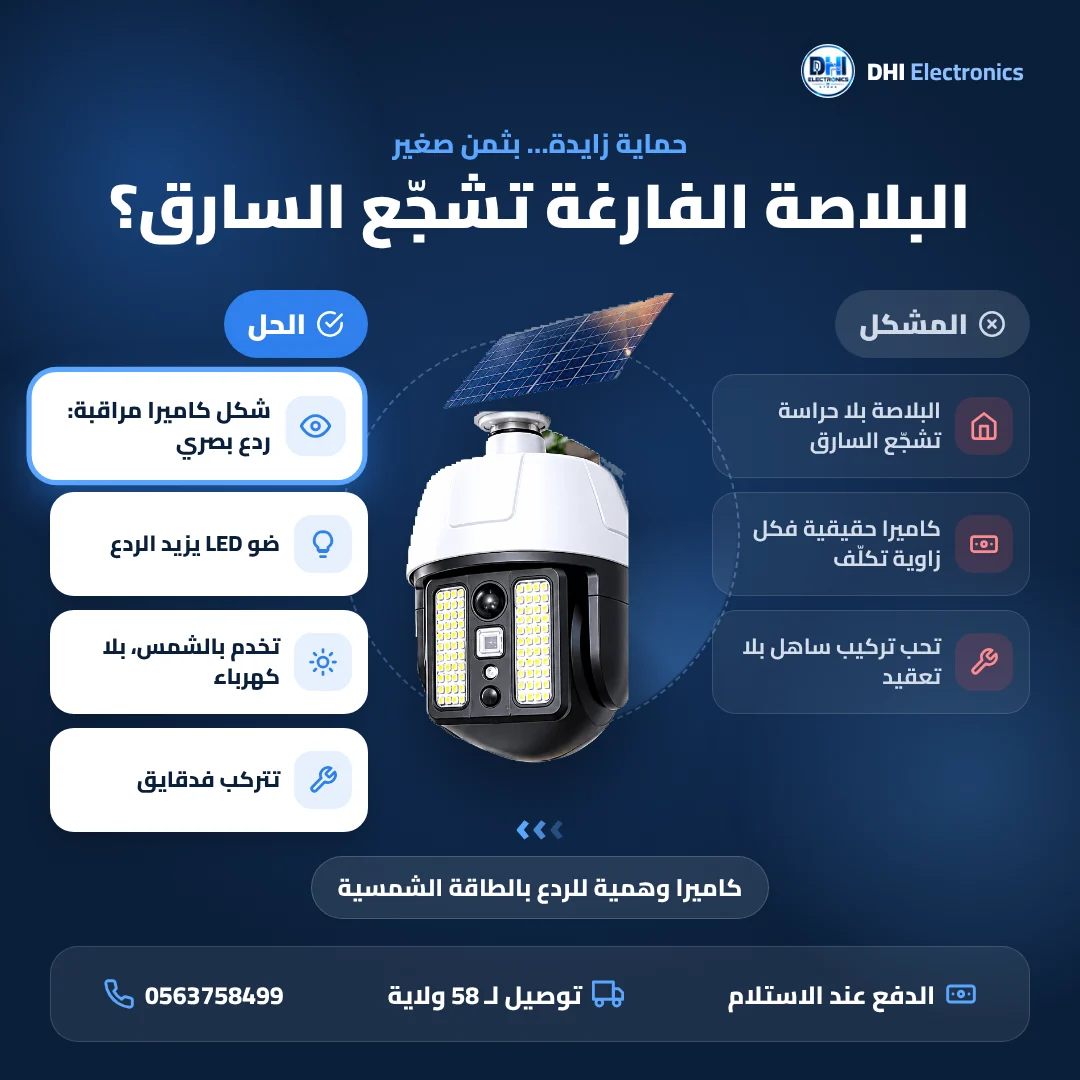 DHI
ELECTRONICS
DHI Electronics
حماية زايدة... بثمن صغير
البلاصة الفارغة تشجّع السارق؟
المشكل
البلاصة بلا حراسة
تشجّع السارق
كاميرا حقيقية فكل
زاوية تكلّف
تحب تركيب ساهل بلا
تعقيد
الحل
شكل كاميرا مراقبة:
ردع بصري
ضو LED يزيد الردع
تخدم بالشمس، بلا
كهرباء
تتركب فدقايق
كاميرا وهمية للردع بالطاقة الشمسية
الدفع عند الاستلام
توصيل لـ 58 ولاية
0563758499